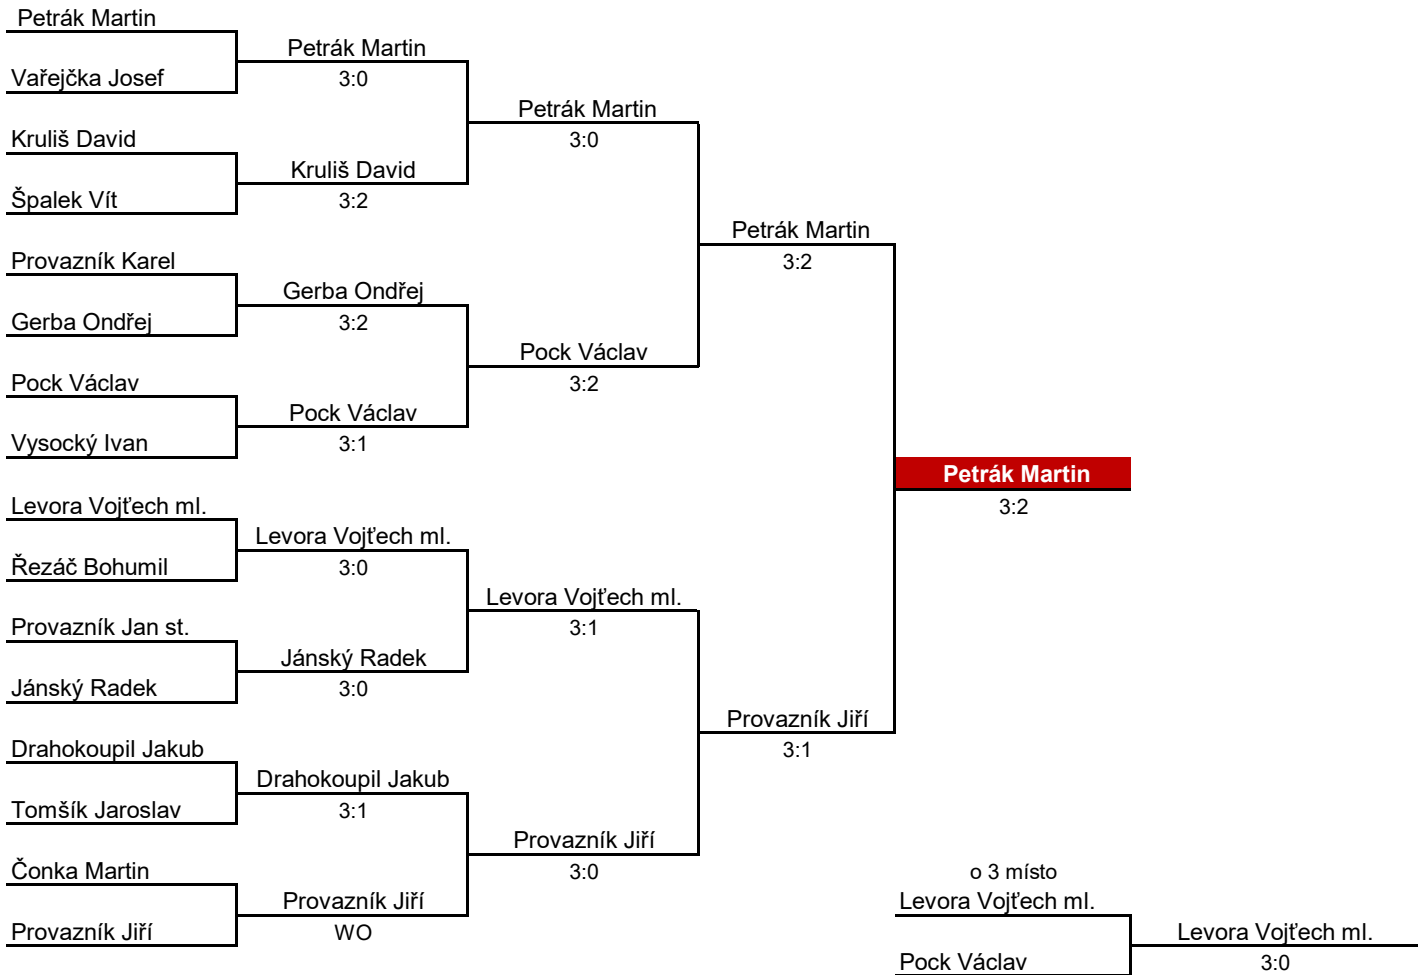 Petrák Martin
Petrák Martin
Vařejčka Josef
3:0
Petrák Martin
Kruliš David
3:0
Kruliš David
Špalek Vít
3:2
Petrák Martin
Provazník Karel
3:2
Gerba Ondřej
Gerba Ondřej
3:2
Pock Václav
Pock Václav
3:2
Pock Václav
Vysocký Ivan
3:1
Petrák Martin
Levora Vojťech ml.
3:2
Levora Vojťech ml.
Řezáč Bohumil
3:0
Levora Vojťech ml.
Provazník Jan st.
3:1
Jánský Radek
Jánský Radek
3:0
Provazník Jiří
Drahokoupil Jakub
3:1
Drahokoupil Jakub
Tomšík Jaroslav
3:1
Provazník Jiří
Čonka Martin
3:0
o 3 místo
Provazník Jiří
Levora Vojťech ml.
Provazník Jiří
WO
Levora Vojťech ml.
Pock Václav
3:0